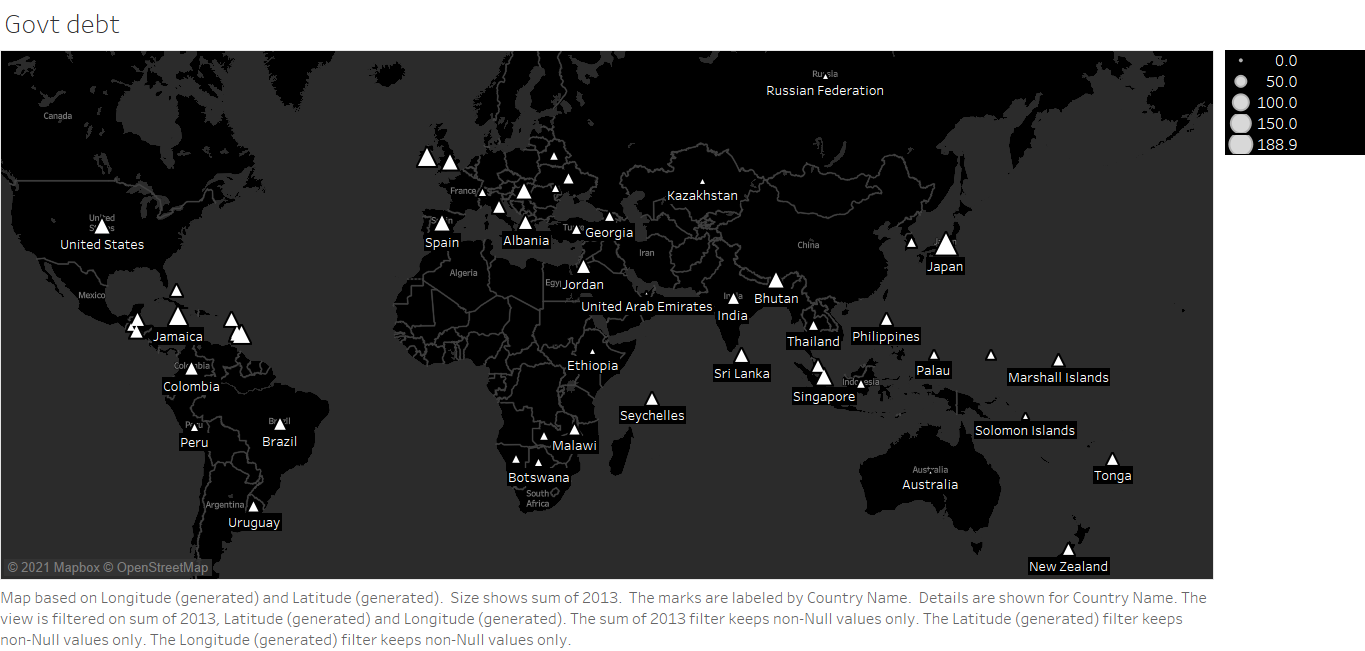 Govt debt
0.0
50.0
100.0
150.0
188.9
Russia
Russian Federation
Canada
France
Kazakhstan
United States
United States
Spain
Albania
Georgia
China
Iran
Japan
Algeria
Jordan
Mexico
United Arab Emirates
India
India
Bhutan
Jamaica
Thailand
Philippines
Ethiopia
Sri Lanka
Palau
Marshall Islands
Colombia
Colombia
Indonesia
Singapore
Seychelles
Solomon Islands
Peru
Peru
Brazil
Brazil
Malawi
Botswana
Australia
Australia
Tonga
South
Africa
Argentina
Uruguay
New Zealand
© 2021 Mapbox © OpenStreetMap
Map based on Longitude (generated) and Latitude (generated).  Size shows sum of 2013.  The marks are labeled by Country Name.  Details are shown for Country Name. The
view is filtered on sum of 2013, Latitude (generated) and Longitude (generated). The sum of 2013 filter keeps non-Null values only. The Latitude (generated) filter keeps
non-Null values only. The Longitude (generated) filter keeps non-Null values only.